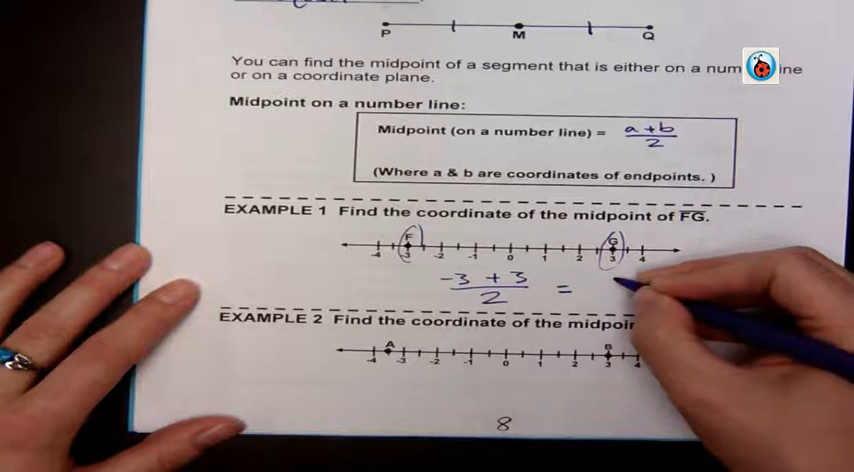 P M Q
You can find the midpoint of a segment that is either on a num ine
or on a coordinate plane.
Midpoint on a number line:
Midpoint (on a number line) = a + b
2
(Where a & b are coordinates of endpoints. )
EXAMPLE 1 Find the coordinate of the midpoint of FG.
F G
-4 -3 -2 -1 0 1 2 3 4
-3 + 3
2 =
EXAMPLE 2 Find the coordinate of the midpoi
A B
-4 -3 -2 -1 0 1 2 3 4
8